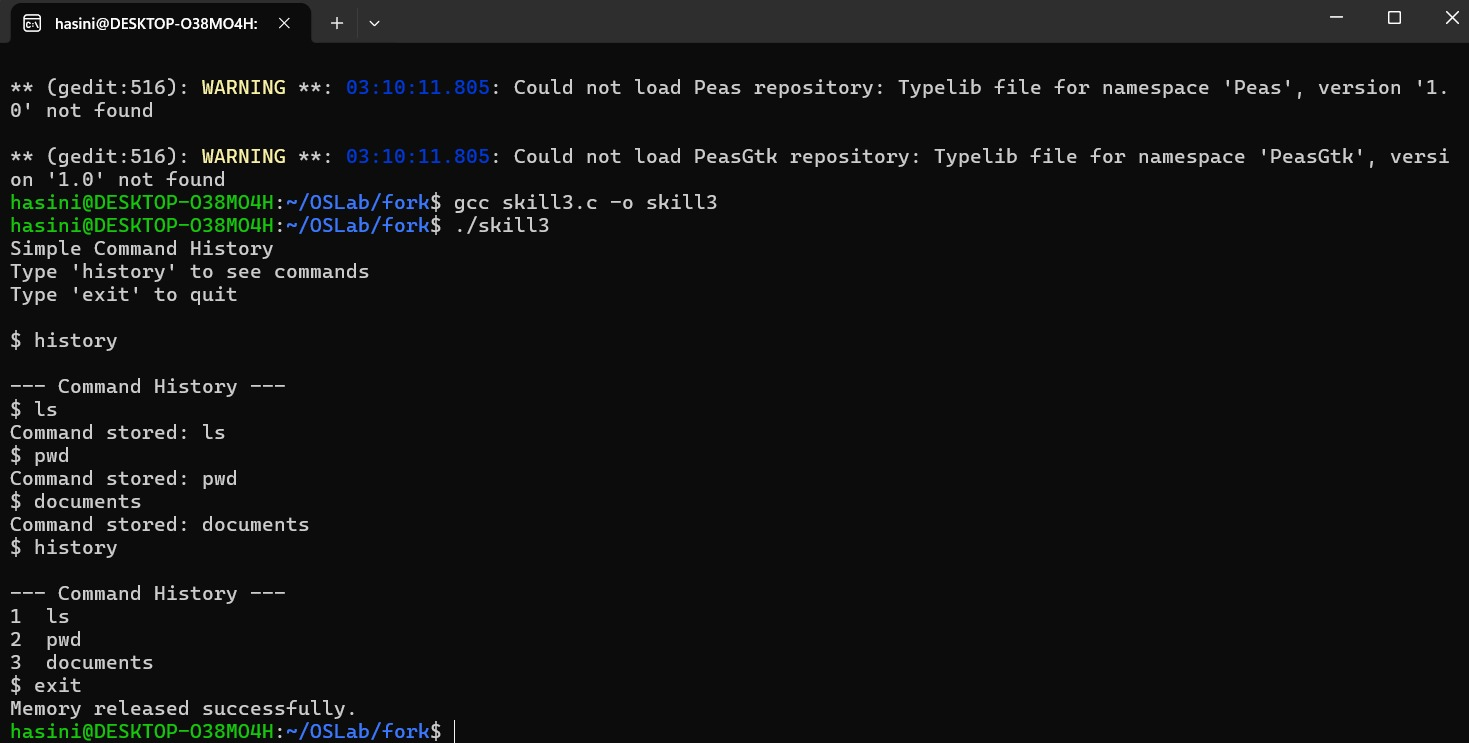 hasini@DESKTOP-O38MO4H:
** (gedit:516): WARNING **: 03:10:11.805: Could not load Peas repository: Typelib file for namespace 'Peas', version '1.
0' not found
** (gedit:516): WARNING **: 03:10:11.805: Could not load PeasGtk repository: Typelib file for namespace 'PeasGtk', versi
on '1.0' not found
hasini@DESKTOP-O38MO4H:~/OSLab/fork$ gcc skill3.c -o skill3
hasini@DESKTOP-O38MO4H:~/OSLab/fork$ ./skill3
Simple Command History
Type 'history' to see commands
Type 'exit' to quit
$ history
--- Command History ---
$ ls
Command stored: ls
$ pwd
Command stored: pwd
$ documents
Command stored: documents
$ history
--- Command History ---
1  ls
2  pwd
3  documents
$ exit
Memory released successfully.
hasini@DESKTOP-O38MO4H:~/OSLab/fork$